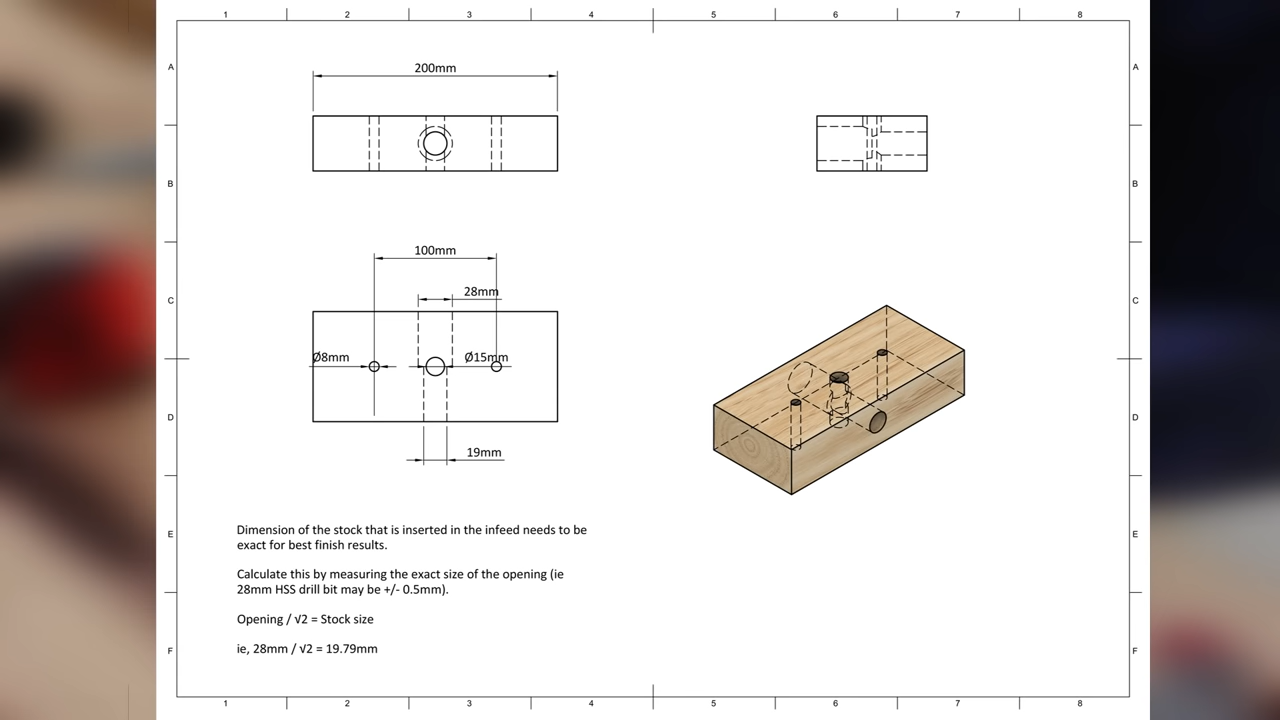 1 2 3 4 5 6 7 8
A A
200mm
B B
100mm
C C
28mm
Ø8mm Ø15mm
D D
19mm
Dimension of the stock that is inserted in the infeed needs to be
exact for best finish results.
E E
Calculate this by measuring the exact size of the opening (ie
28mm HSS drill bit may be +/- 0.5mm).
Opening / √2 = Stock size
ie, 28mm / √2 = 19.79mm
F F
1 2 3 4 5 6 7 8